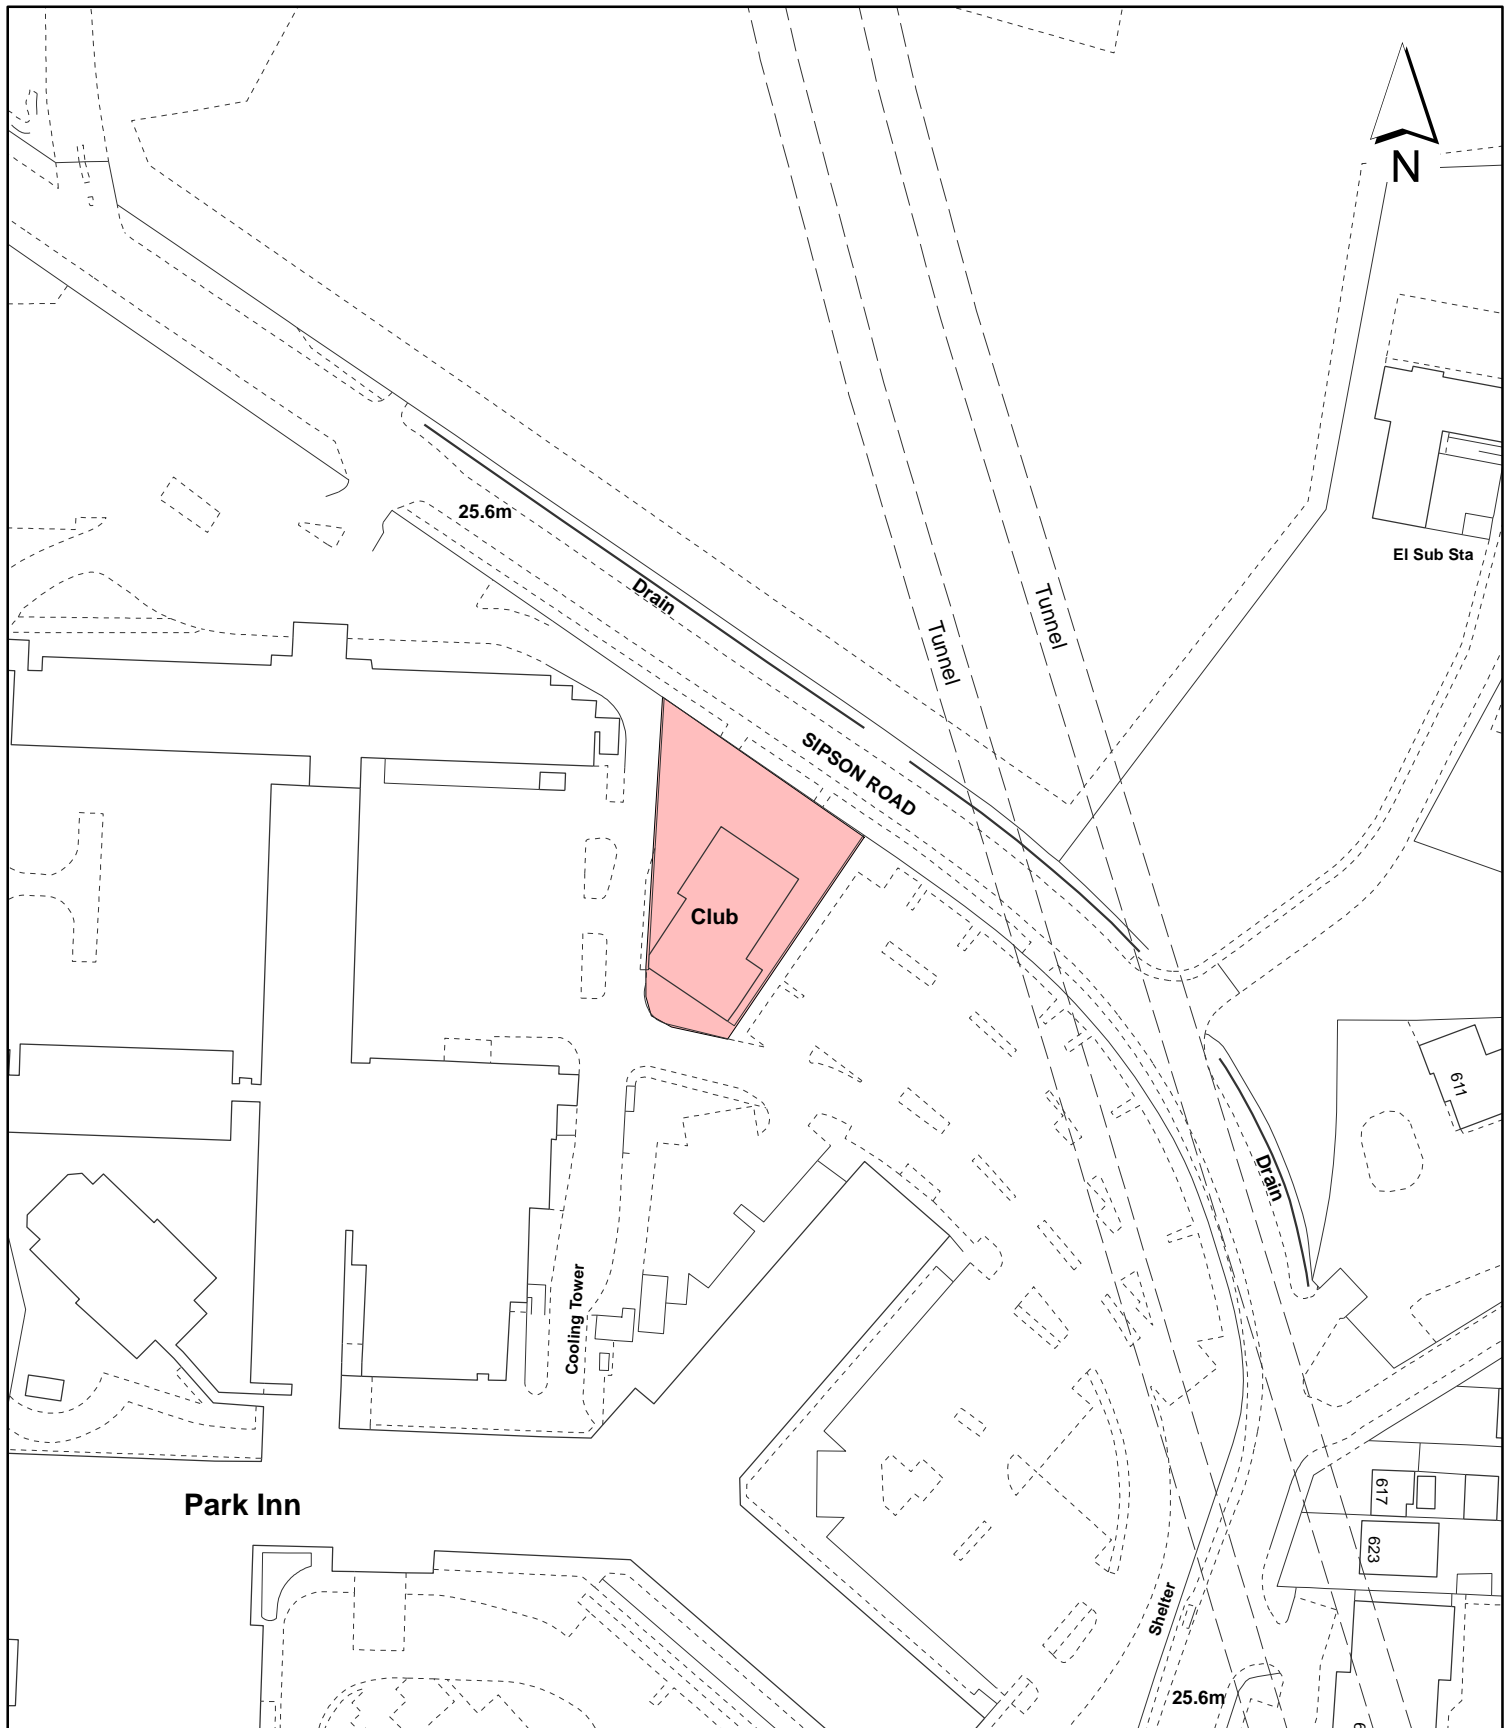 N
25.6m
El Sub Sta
Drain
Tunnel
Tunnel
SIPSON ROAD
Club
611
Drain
Cooling Tower
617
Park Inn
623
Shelter
25.6m